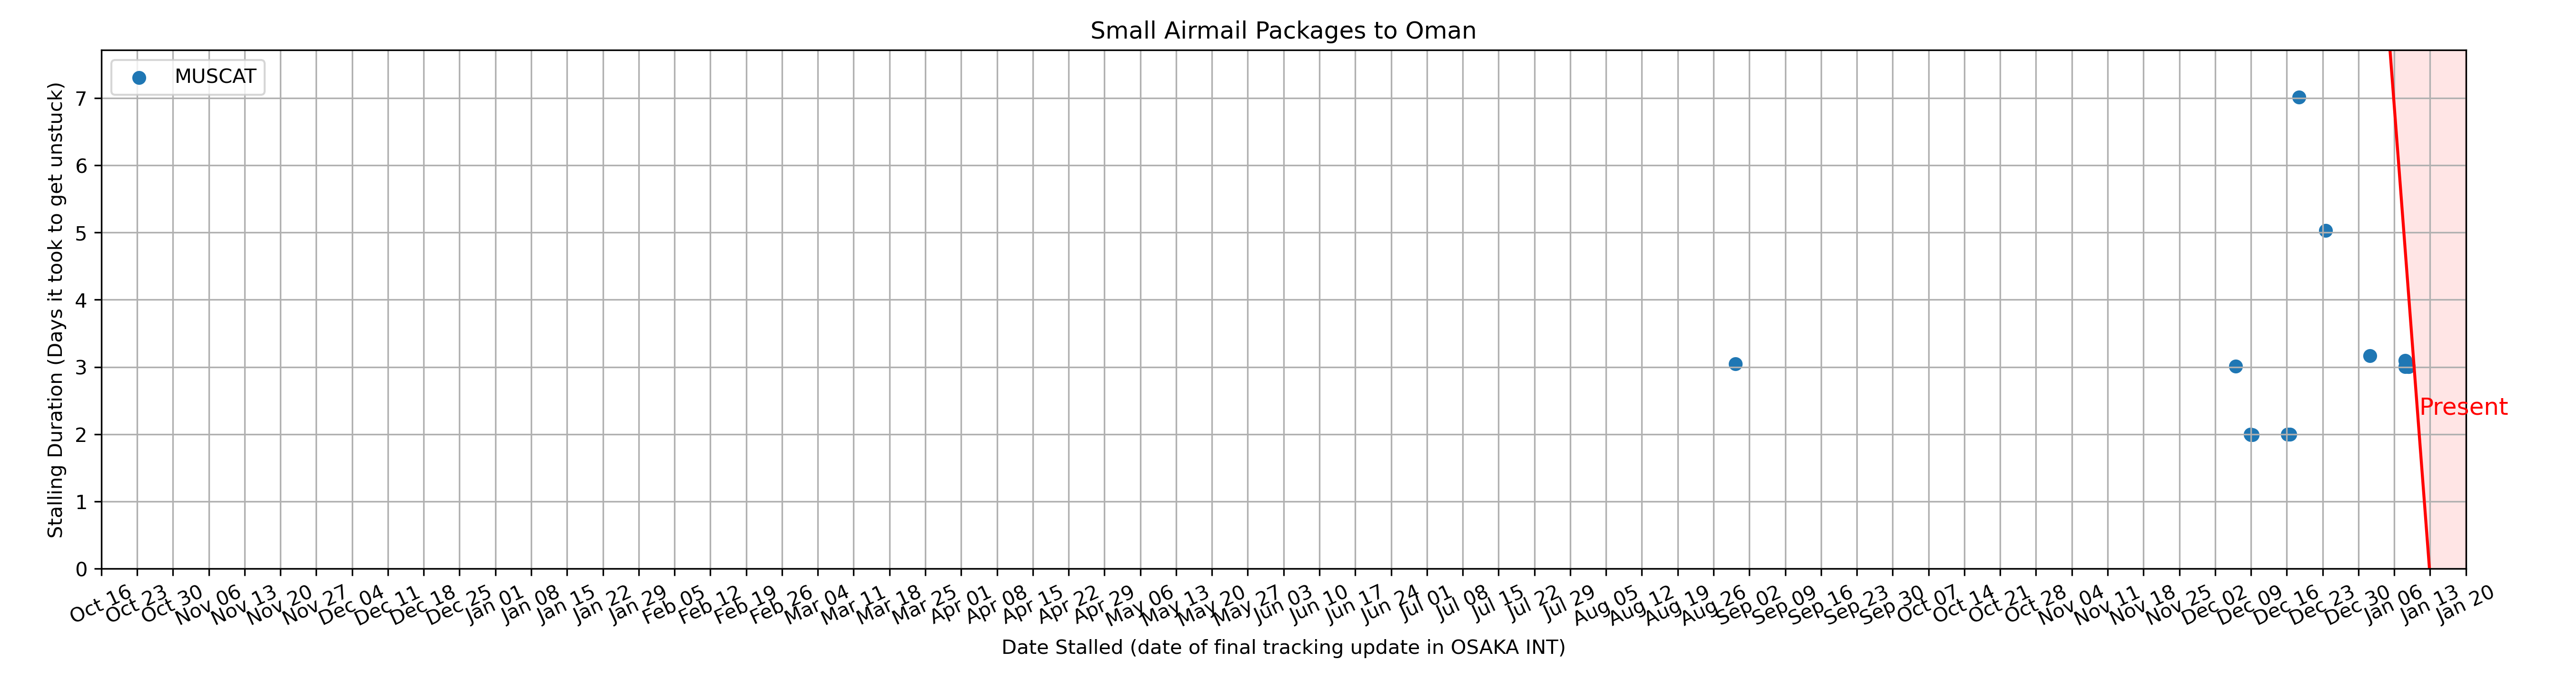 Small Airmail Packages to Oman
MUSCAT
Stalling Duration (Days it took to get unstuck)
7
6
5
4
3
2
1
0
Present
Oct 16 Oct 23 Oct 30 Nov 06 Nov 13 Nov 20 Nov 27 Dec 04 Dec 11 Dec 18 Dec 25 Jan 01 Jan 08 Jan 15 Jan 22 Jan 29 Feb 05 Feb 12 Feb 19 Feb 26 Mar 04 Mar 11 Mar 18 Mar 25 Apr 01 Apr 08 Apr 15 Apr 22 Apr 29 May 06 May 13 May 20 May 27 Jun 03 Jun 10 Jun 17 Jun 24 Jul 01 Jul 08 Jul 15 Jul 22 Jul 29 Aug 05 Aug 12 Aug 19 Aug 26 Sep 02 Sep 09 Sep 16 Sep 23 Sep 30 Oct 07 Oct 14 Oct 21 Oct 28 Nov 04 Nov 11 Nov 18 Nov 25 Dec 02 Dec 09 Dec 16 Dec 23 Dec 30 Jan 06 Jan 13 Jan 20
Date Stalled (date of final tracking update in OSAKA INT)